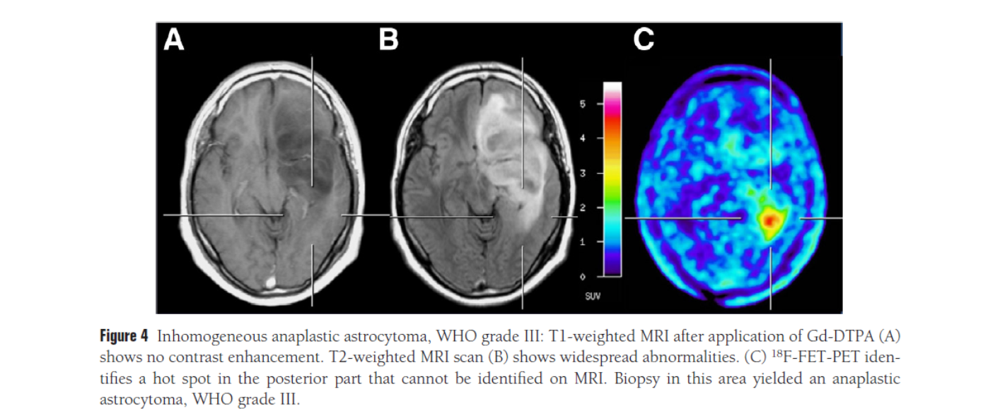 A B C
5
4
3
2
1
0
SUV
Figure 4 Inhomogeneous anaplastic astrocytoma, WHO grade III: T1-weighted MRI after application of Gd-DTPA (A)
shows no contrast enhancement. T2-weighted MRI scan (B) shows widespread abnormalities. (C) ¹⁸F-FET-PET iden-
tifies a hot spot in the posterior part that cannot be identified on MRI. Biopsy in this area yielded an anaplastic
astrocytoma, WHO grade III.